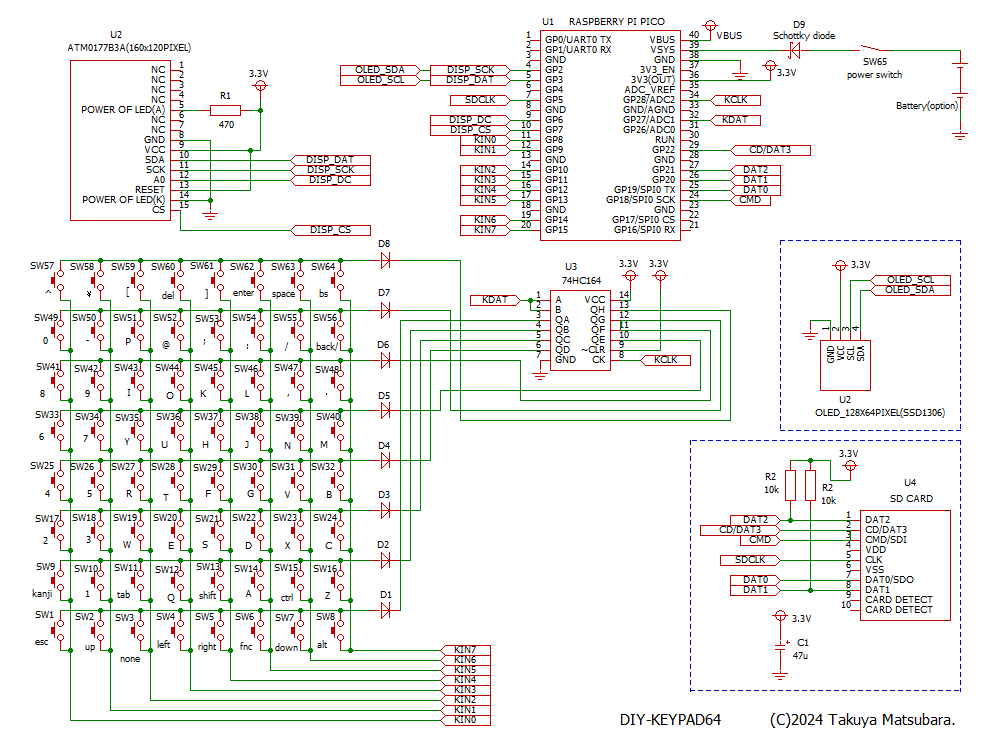 U2
ATM0177B3A(160x120PIXEL)
NC
NC
NC
NC
POWER OF LED(A)
NC
NC
GND
VCC
SDA
SCK
A0
RESET
POWER OF LED(K)
CS
1
2
3
4
5
6
7
8
9
10
11
12
13
14
15
3.3V
R1
470
DISP_DAT
DISP_SCK
DISP_DC
DISP_CS
U1 RASPBERRY PI PICO
OLED_SDA
OLED_SCL
DISP_SCK
DISP_DAT
SDCLK
DISP_DC
DISP_CS
KIN0
KIN1
KIN2
KIN3
KIN4
KIN5
KIN6
KIN7
1 GP0/UART0 TX
2 GP1/UART0 RX
3 GND
4 GP2
5 GP3
6 GP4
7 GP5
8 GND
9 GP6
10 GP7
11 GP8
12 GP9
13 GND
14 GP10
15 GP11
16 GP12
17 GP13
18 GND
19 GP14
20 GP15
VBUS 40
VSYS 39
GND 38
3V3_EN 37
3V3(OUT) 36
ADC_VREF 35
GP28/ADC2 34
GND/AGND 33
GP27/ADC1 32
GP26/ADC0 31
RUN 30
GP22 29
GND 28
GP21 27
GP20 26
GP19/SPI0 TX 25
GP18/SPI0 SCK 24
GND 23
GP17/SPI0 CS 22
GP16/SPI0 RX 21
VBUS
3.3V
KCLK
KDAT
CD/DAT3
DAT2
DAT1
DAT0
CMD
D9
Schottky diode
SW65
power switch
Battery(option)
SW57 SW58 SW59 SW60 SW61 SW62 SW63 SW64
^ ¥ [ del ] enter space bs
SW49 SW50 SW51 SW52 SW53 SW54 SW55 SW56
0 - P @ ; : / back/
SW41 SW42 SW43 SW44 SW45 SW46 SW47 SW48
8 9 I O K L , .
SW33 SW34 SW35 SW36 SW37 SW38 SW39 SW40
6 7 Y U H J N M
SW25 SW26 SW27 SW28 SW29 SW30 SW31 SW32
4 5 R T F G V B
SW17 SW18 SW19 SW20 SW21 SW22 SW23 SW24
2 3 W E S D X C
SW9 SW10 SW11 SW12 SW13 SW14 SW15 SW16
kanji 1 tab Q shift A ctrl Z
SW1 SW2 SW3 SW4 SW5 SW6 SW7 SW8
esc up none left right fnc down alt
D8
D7
D6
D5
D4
D3
D2
D1
KIN7
KIN6
KIN5
KIN4
KIN3
KIN2
KIN1
KIN0
U3
74HC164
3.3V 3.3V
KDAT
1 A
2 B
3 QA
4 QB
5 QC
6 QD
7 GND
VCC 14
QH 13
QG 12
QF 11
QE 10
~CLR 9
CK 8
KCLK
3.3V
OLED_SCL
OLED_SDA
1 2 3 4
GND
VCC
SCL
SDA
U2
OLED_128X64PIXEL(SSD1306)
3.3V
R2
10k
R2
10k
U4
SD CARD
DAT2
CD/DAT3
CMD
SDCLK
DAT0
DAT1
1 DAT2
2 CD/DAT3
3 CMD/SDI
4 VDD
5 CLK
6 VSS
7 DAT0/SDO
8 DAT1
9 CARD DETECT
10 CARD DETECT
3.3V
+ C1
47u
DIY-KEYPAD64 (C)2024 Takuya Matsubara.